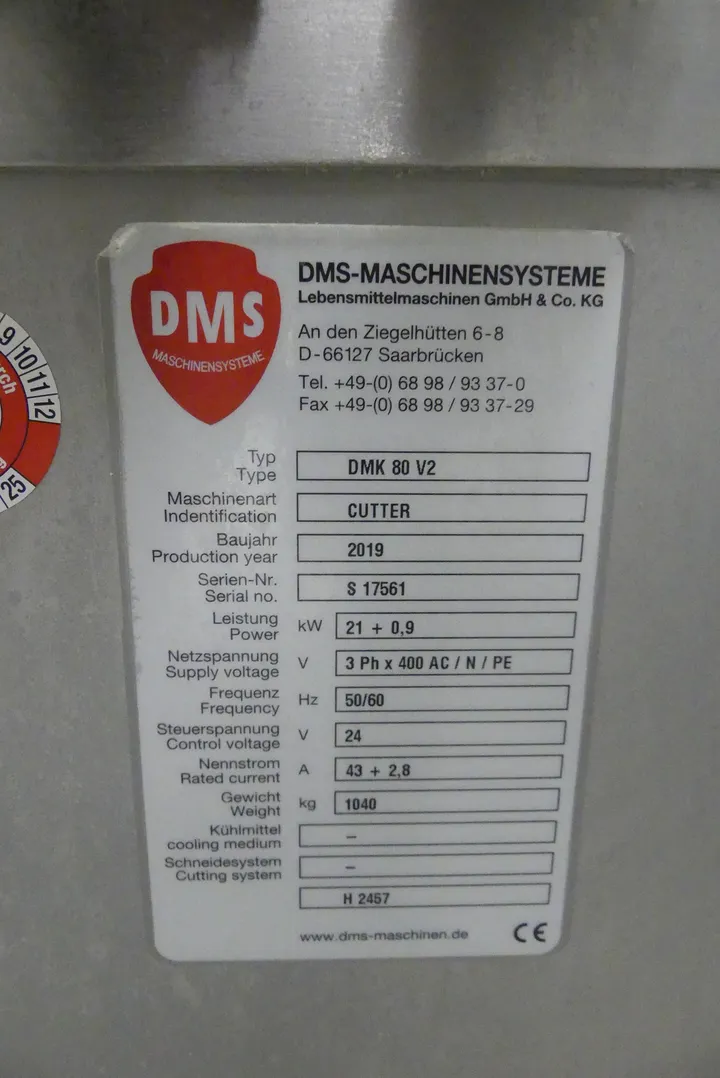 DMS
MASCHINENSYSTEME
DMS-MASCHINENSYSTEME
Lebensmittelmaschinen GmbH & Co. KG
An den Ziegelhütten 6-8
D-66127 Saarbrücken
Tel. +49-(0) 68 98 / 93 37-0
Fax +49-(0) 68 98 / 93 37-29
Typ
Type DMK 80 V2
Maschinenart
Indentification CUTTER
Baujahr
Production year 2019
Serien-Nr.
Serial no. S 17561
Leistung
Power kW 21 + 0,9
Netzspannung
Supply voltage V 3 Ph x 400 AC / N / PE
Frequenz
Frequency Hz 50/60
Steuerspannung
Control voltage V 24
Nennstrom
Rated current A 43 + 2,8
Gewicht
Weight kg 1040
Kühlmittel
cooling medium –
Schneidesystem
Cutting system –
H 2457
www.dms-maschinen.de CE
9 10 11 12
25